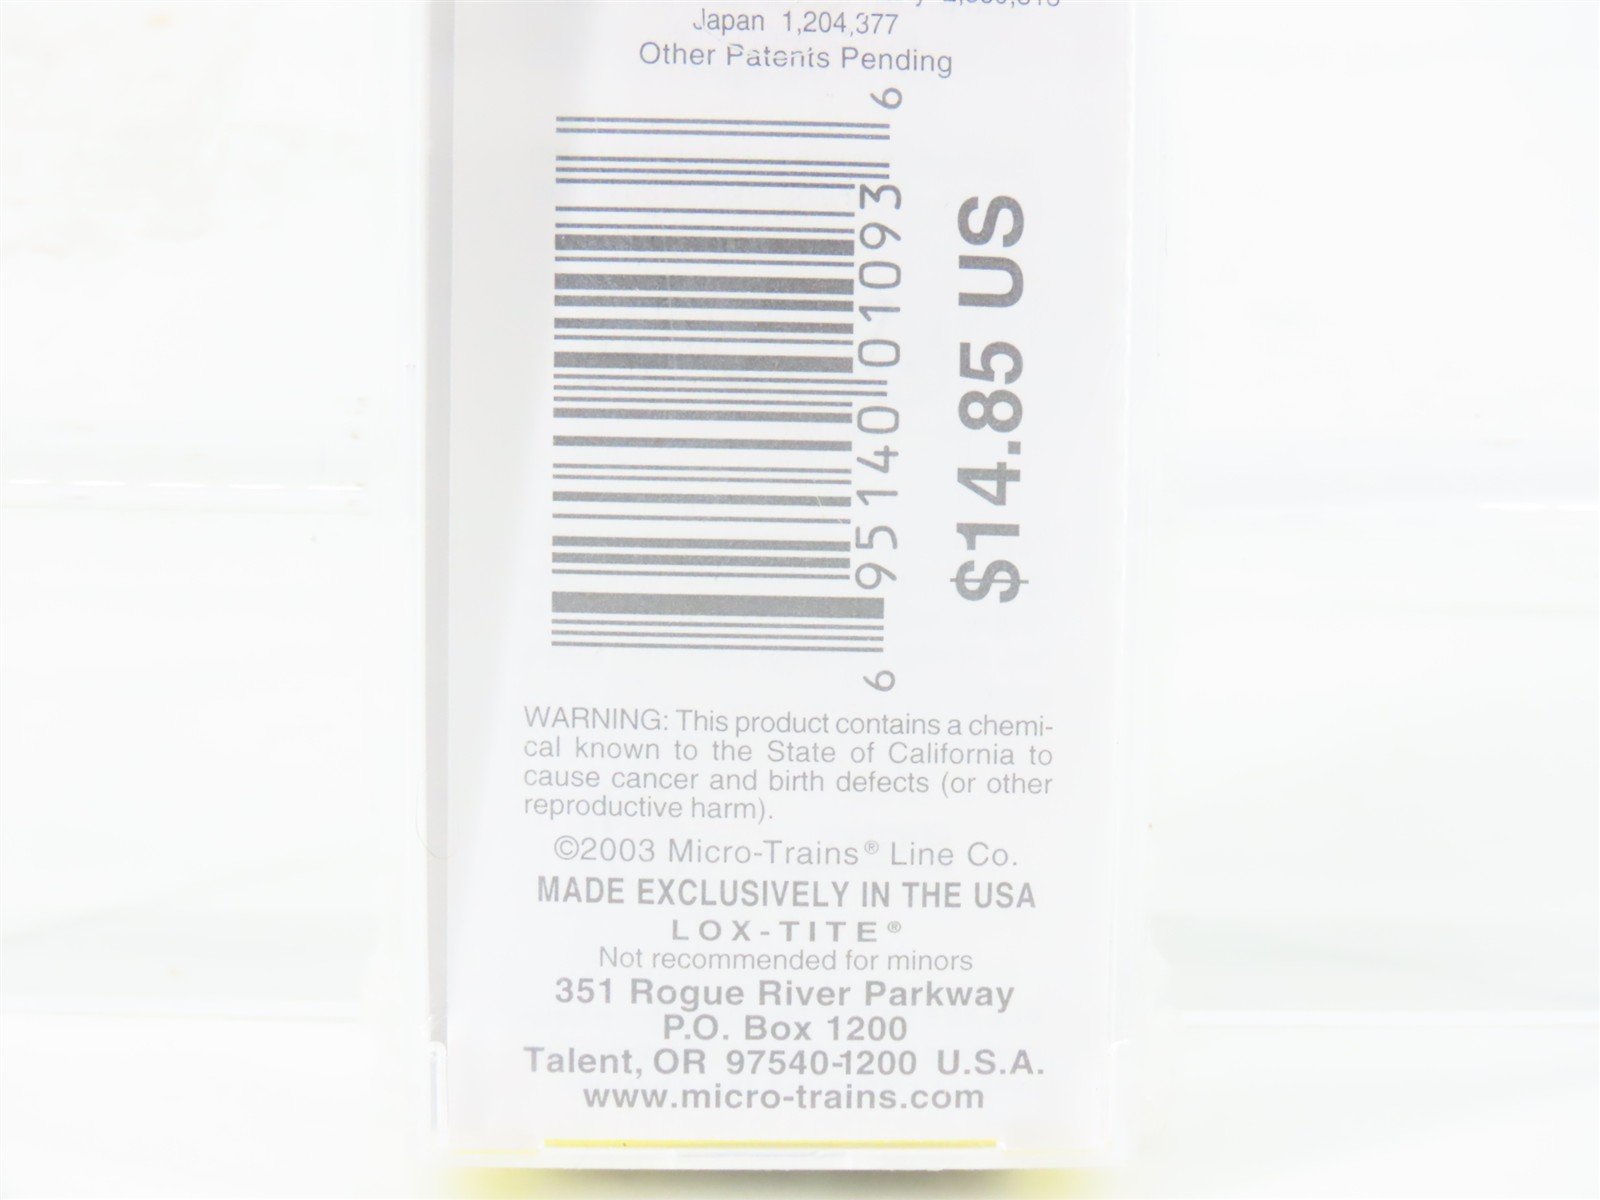 Japan 1,204,377
Other Patents Pending
6 95140 01093 6
$14.85 US
WARNING: This product contains a chemi-
cal known to the State of California to
cause cancer and birth defects (or other
reproductive harm).
©2003 Micro-Trains® Line Co.
MADE EXCLUSIVELY IN THE USA
LOX-TITE®
Not recommended for minors
351 Rogue River Parkway
P.O. Box 1200
Talent, OR 97540-1200 U.S.A.
www.micro-trains.com